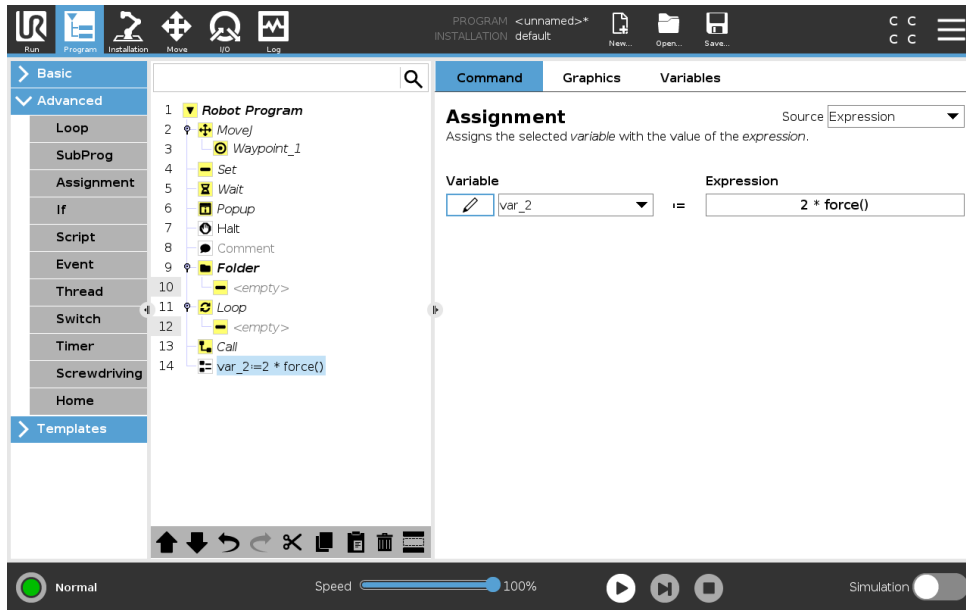 UR
Run
Program
Installation
Move
I/O
Log
PROGRAM <unnamed>*
INSTALLATION default
New...
Open...
Save...
C C
C C
Basic
Advanced
Loop
SubProg
Assignment
If
Script
Event
Thread
Switch
Timer
Screwdriving
Home
Templates
1 Robot Program
2 MoveJ
3 Waypoint_1
4 Set
5 Wait
6 Popup
7 Halt
8 Comment
9 Folder
10 <empty>
11 Loop
12 <empty>
13 Call
14 var_2:=2 * force()
Command
Graphics
Variables
Assignment
Source Expression
Assigns the selected variable with the value of the expression.
Variable
Expression
var_2
:=
2 * force()
Normal
Speed
100%
Simulation